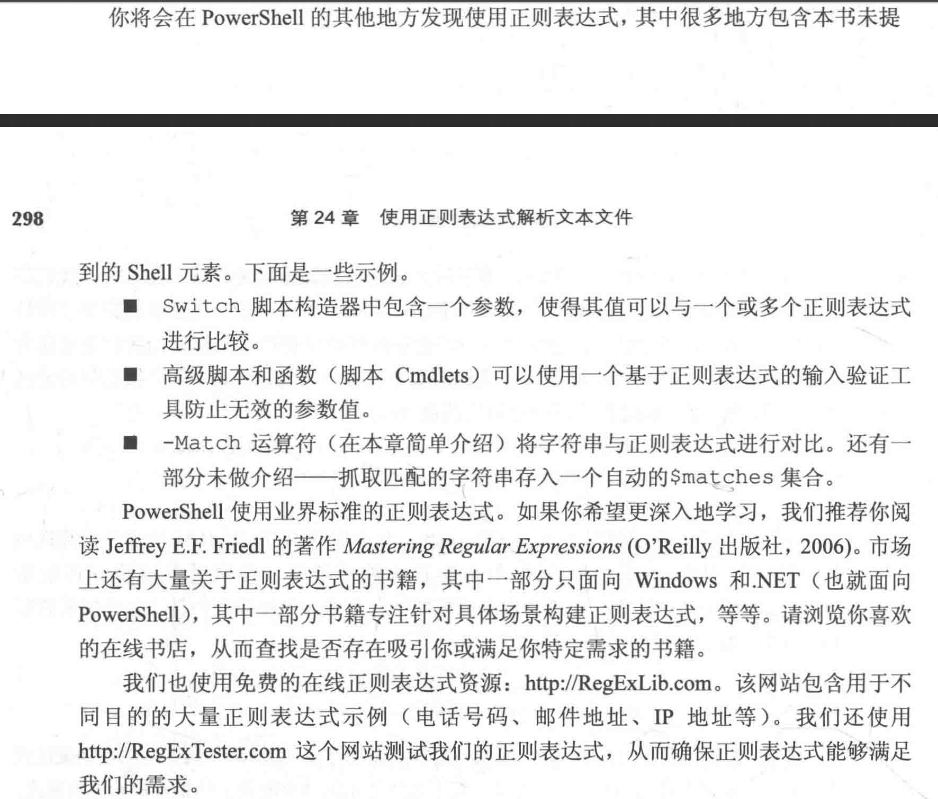 你将会在 PowerShell 的其他地方发现使用正则表达式，其中很多地方包含本书未提
298 第 24 章 使用正则表达式解析文本文件
到的 Shell 元素。下面是一些示例。
■ Switch 脚本构造器中包含一个参数，使得其值可以与一个或多个正则表达式
进行比较。
■ 高级脚本和函数（脚本 Cmdlets）可以使用一个基于正则表达式的输入验证工
具防止无效的参数值。
■ -Match 运算符（在本章简单介绍）将字符串与正则表达式进行对比。还有一
部分未做介绍——抓取匹配的字符串存入一个自动的$matches 集合。
PowerShell 使用业界标准的正则表达式。如果你希望更深入地学习，我们推荐你阅
读 Jeffrey E.F. Friedl 的著作 Mastering Regular Expressions (O'Reilly 出版社，2006)。市场
上还有大量关于正则表达式的书籍，其中一部分只面向 Windows 和.NET（也就面向
PowerShell），其中一部分书籍专注针对具体场景构建正则表达式，等等。请浏览你喜欢
的在线书店，从而查找是否存在吸引你或满足你特定需求的书籍。
我们也使用免费的在线正则表达式资源：http://RegExLib.com。该网站包含用于不
同目的的大量正则表达式示例（电话号码、邮件地址、IP 地址等）。我们还使用
http://RegExTester.com 这个网站测试我们的正则表达式，从而确保正则表达式能够满足
我们的需求。